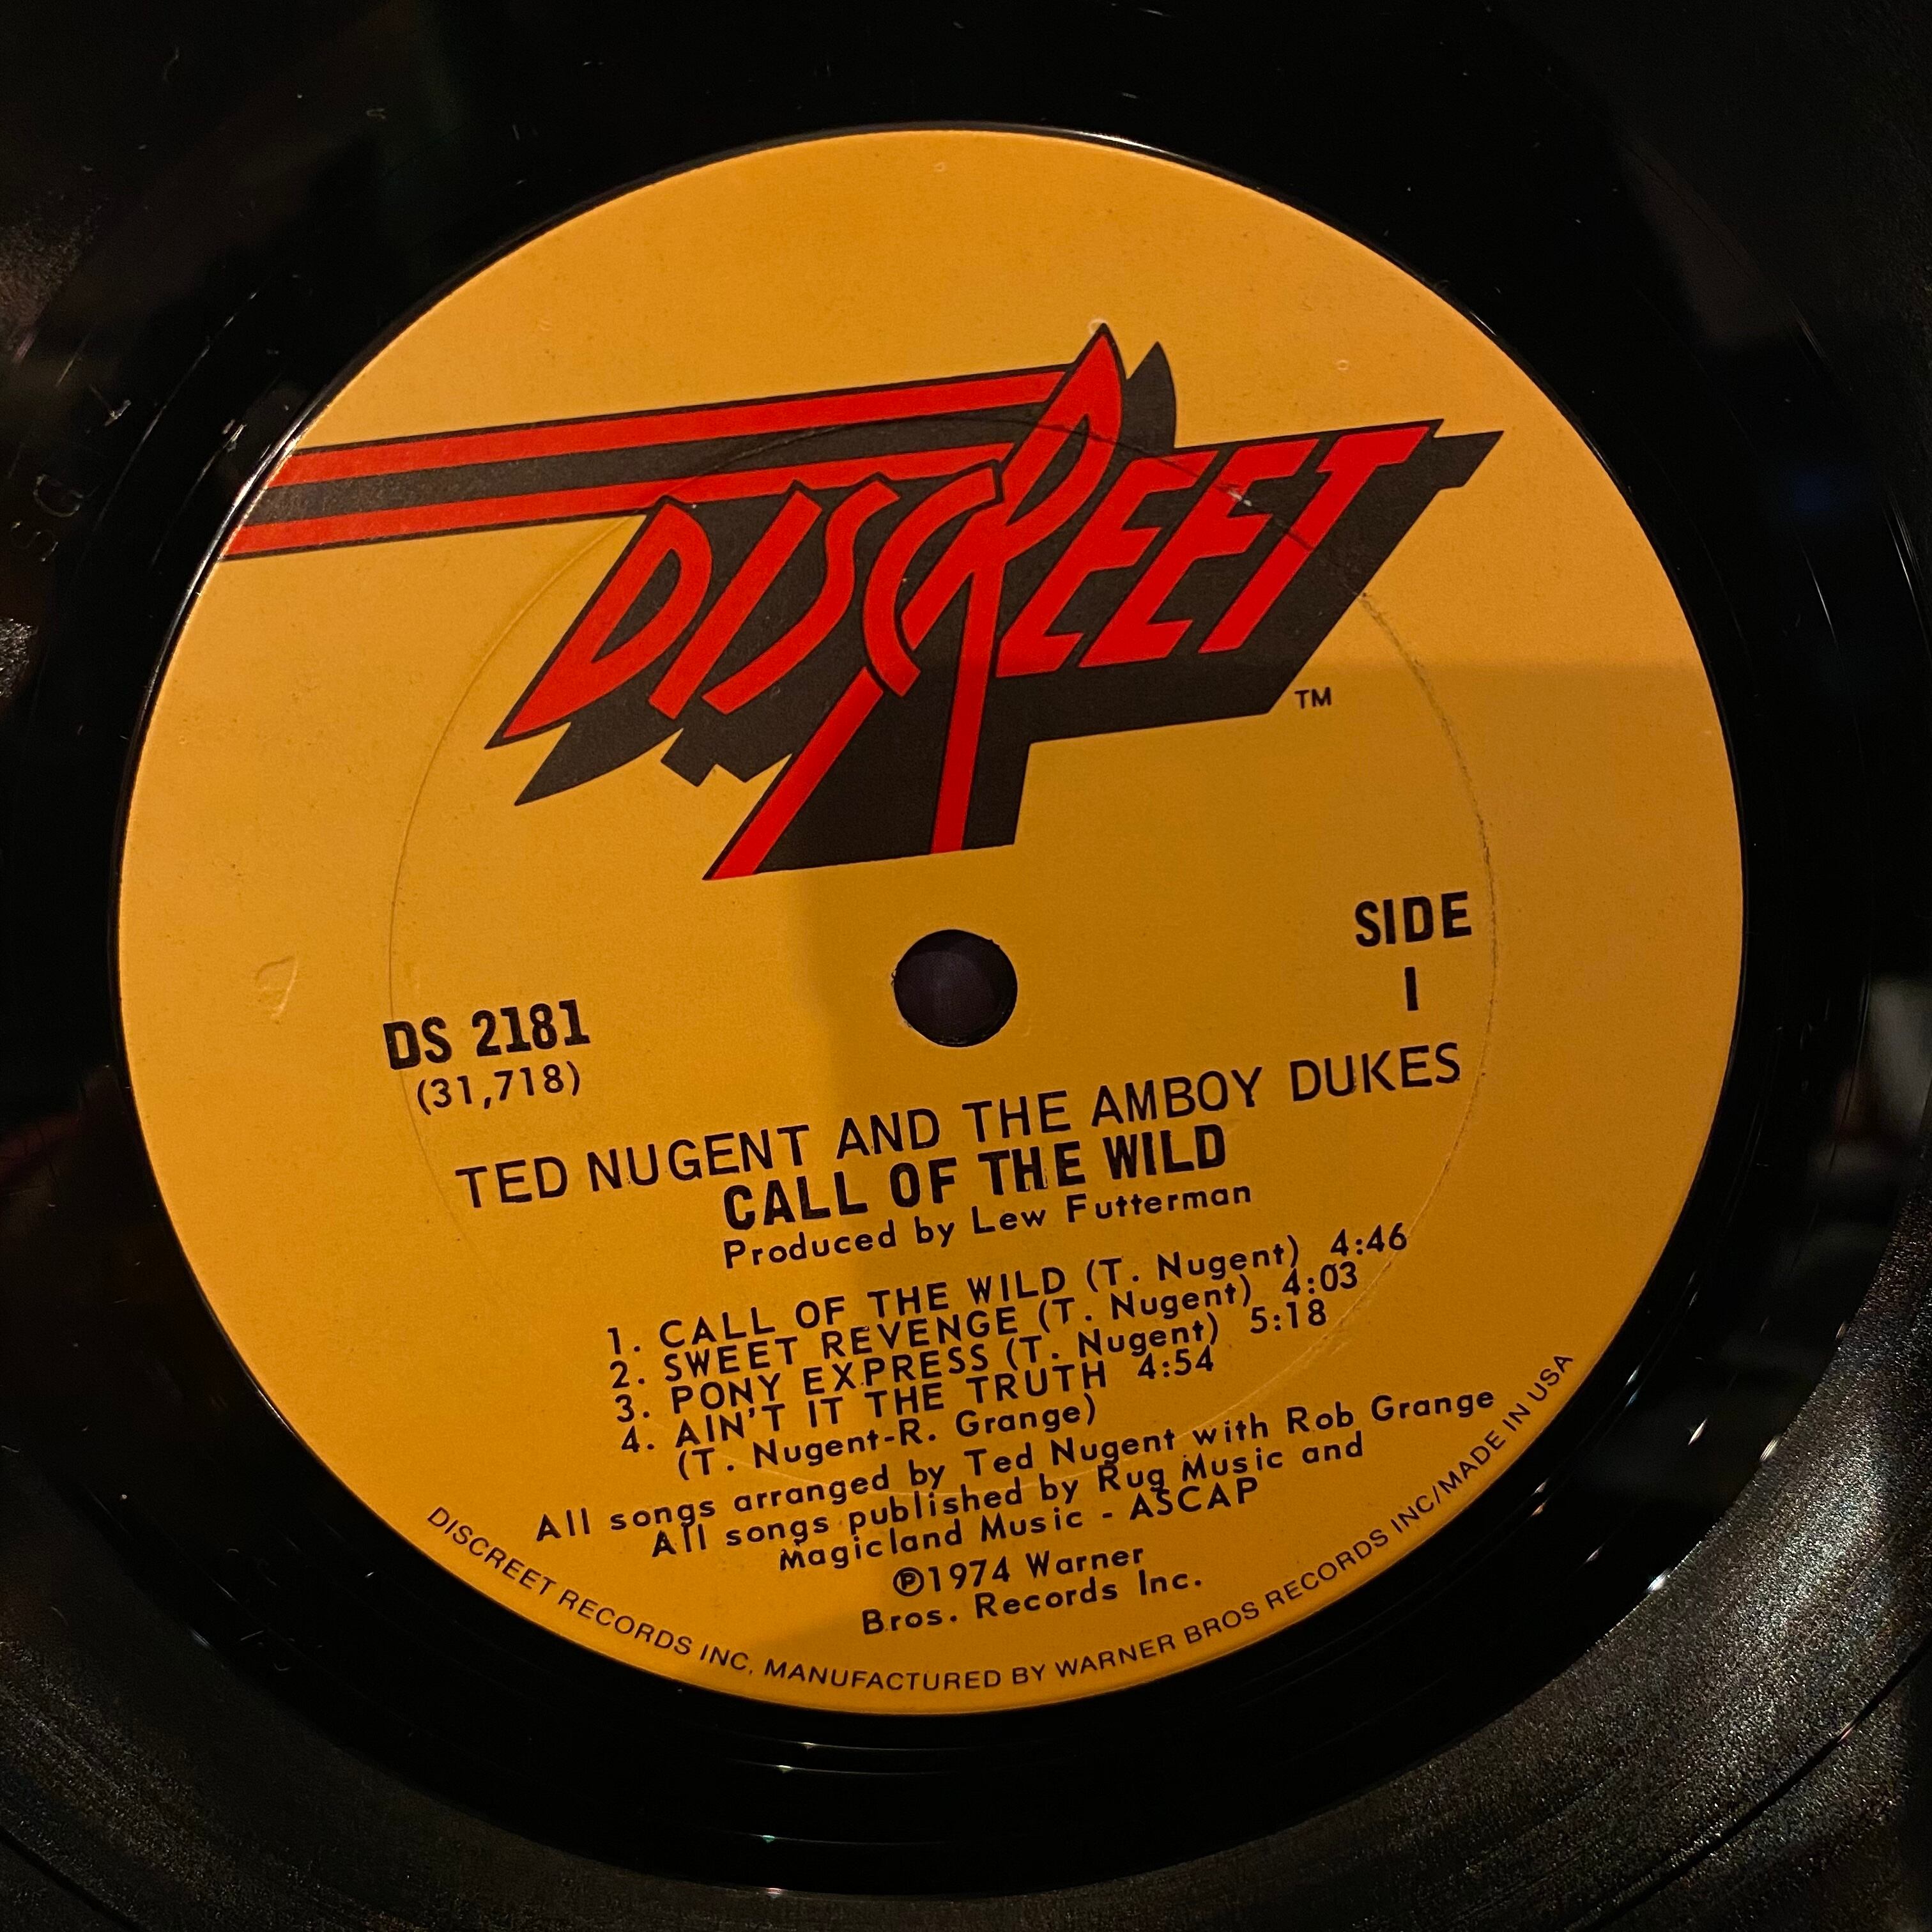 DISCREET
TM
SIDE
1
DS 2181
(31,718)
TED NUGENT AND THE AMBOY DUKES
CALL OF THE WILD
Produced by Lew Futterman
1. CALL OF THE WILD (T. Nugent) 4:46
2. SWEET REVENGE (T. Nugent) 4:03
3. PONY EXPRESS (T. Nugent) 5:18
4. AIN'T IT THE TRUTH 4:54
(T. Nugent-R. Grange)
All songs arranged by Ted Nugent with Rob Grange
All songs published by Rug Music and
Magicland Music - ASCAP
℗1974 Warner
Bros. Records Inc.
DISCREET RECORDS INC, MANUFACTURED BY WARNER BROS RECORDS INC/MADE IN USA